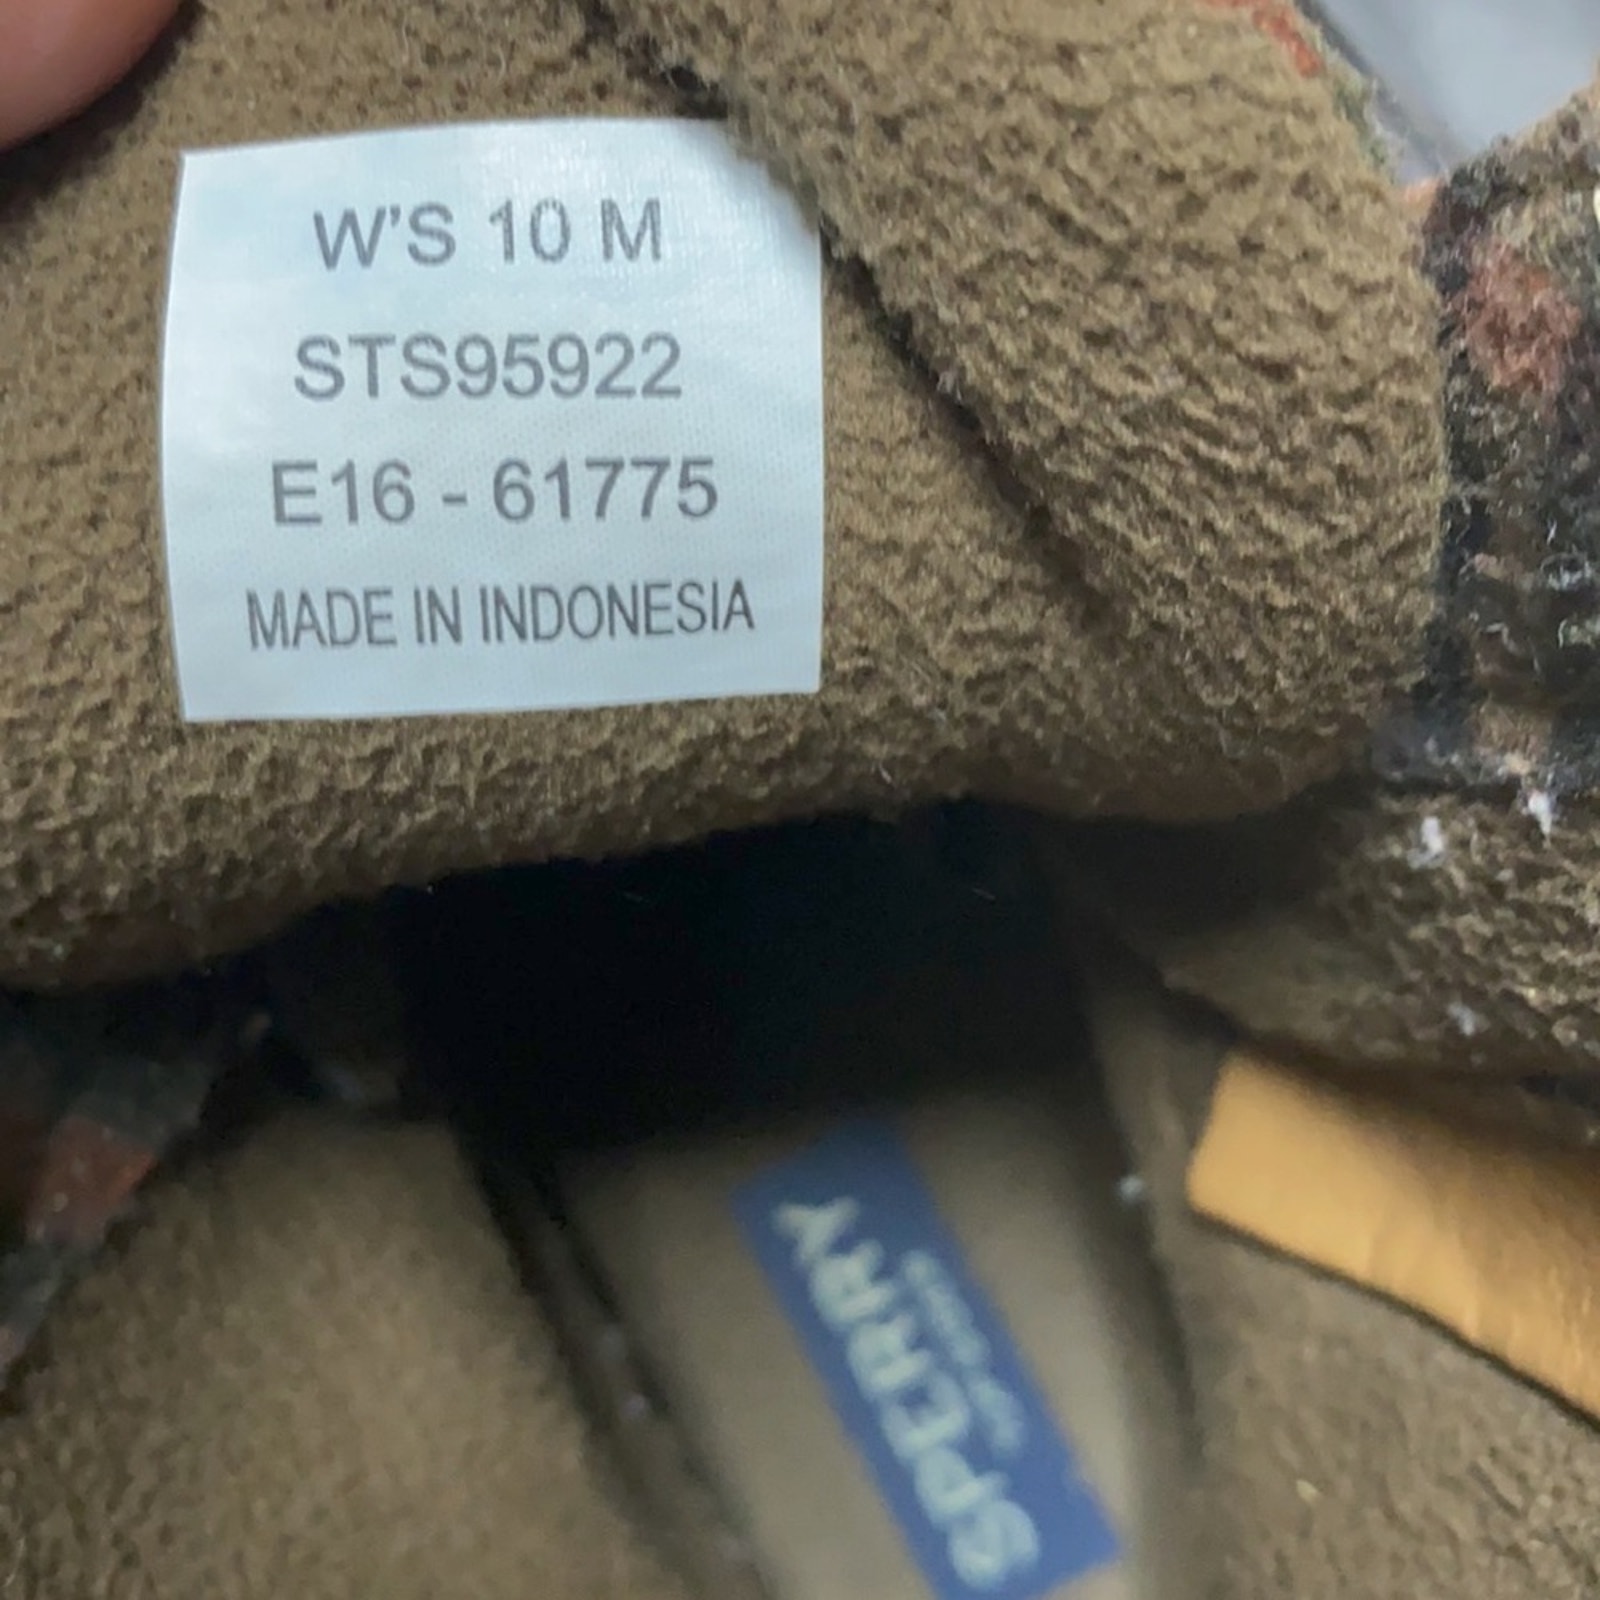 W'S 10 M
STS95922
E16 - 61775
MADE IN INDONESIA
SPERRY